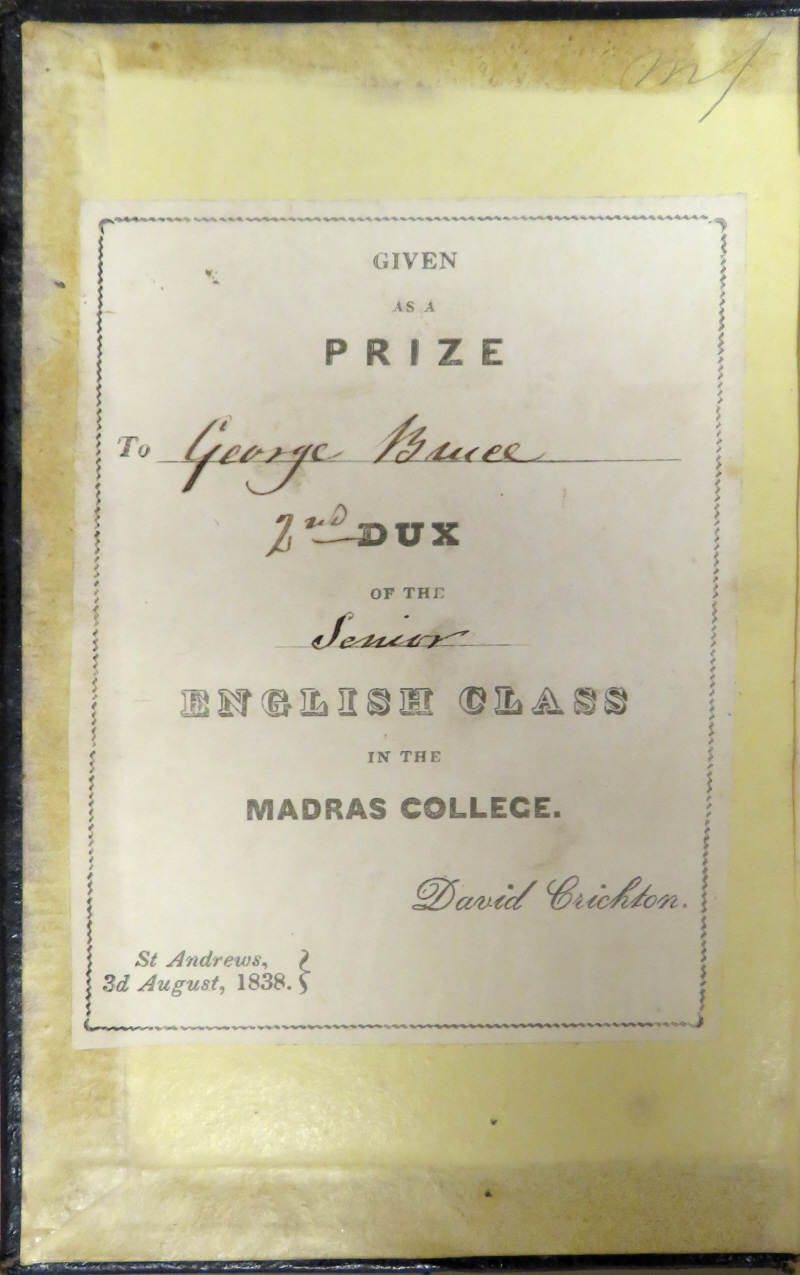 GIVEN
AS A
PRIZE
To George Bruce
2nd DUX
OF THE
Senior
ENGLISH CLASS
IN THE
MADRAS COLLEGE.
David Crichton.
St Andrews,
3d August, 1838.